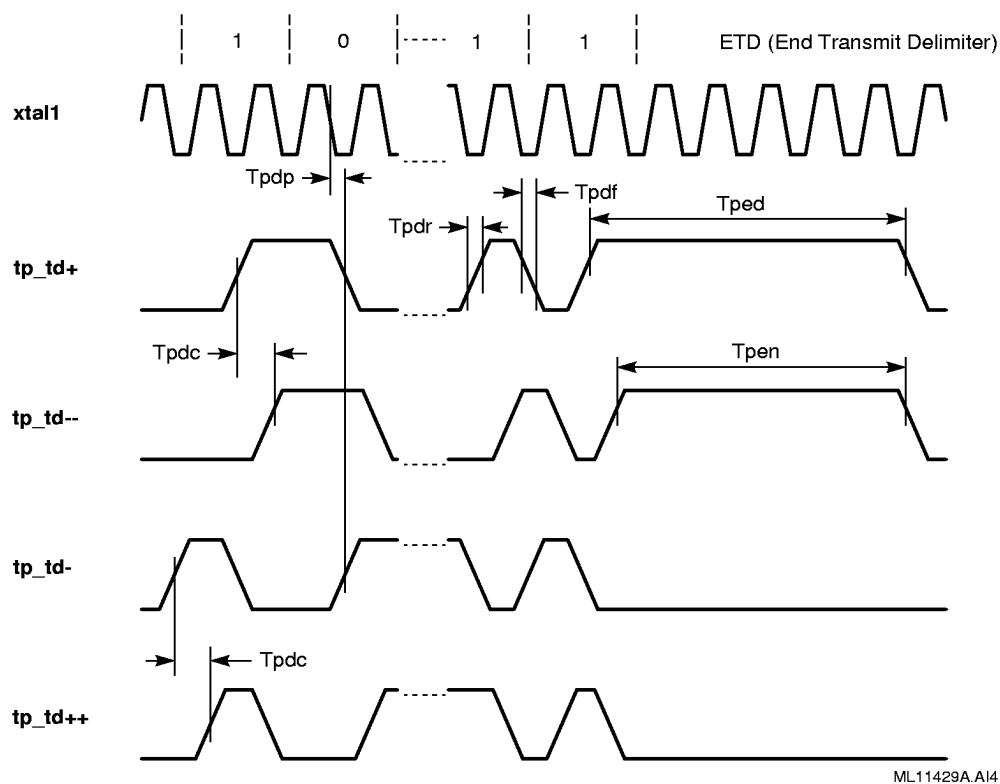 1 0 1 1 ETD (End Transmit Delimiter)
xtal1
Tpdp
Tpdf
Tped
Tpdr
tp_td+
Tpdc
Tpen
tp_td--
tp_td-
Tpdc
tp_td++
ML11429A.AI4